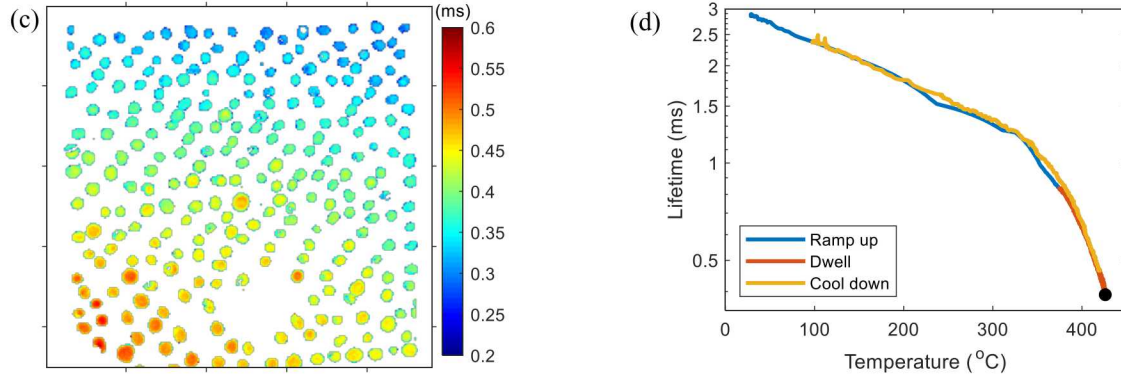 (c)
(ms)
0.6
0.55
0.5
0.45
0.4
0.35
0.3
0.25
0.2
(d)
3
2.5
2
1.5
1
0.5
Lifetime (ms)
Ramp up
Dwell
Cool down
0 100 200 300 400
Temperature (°C)